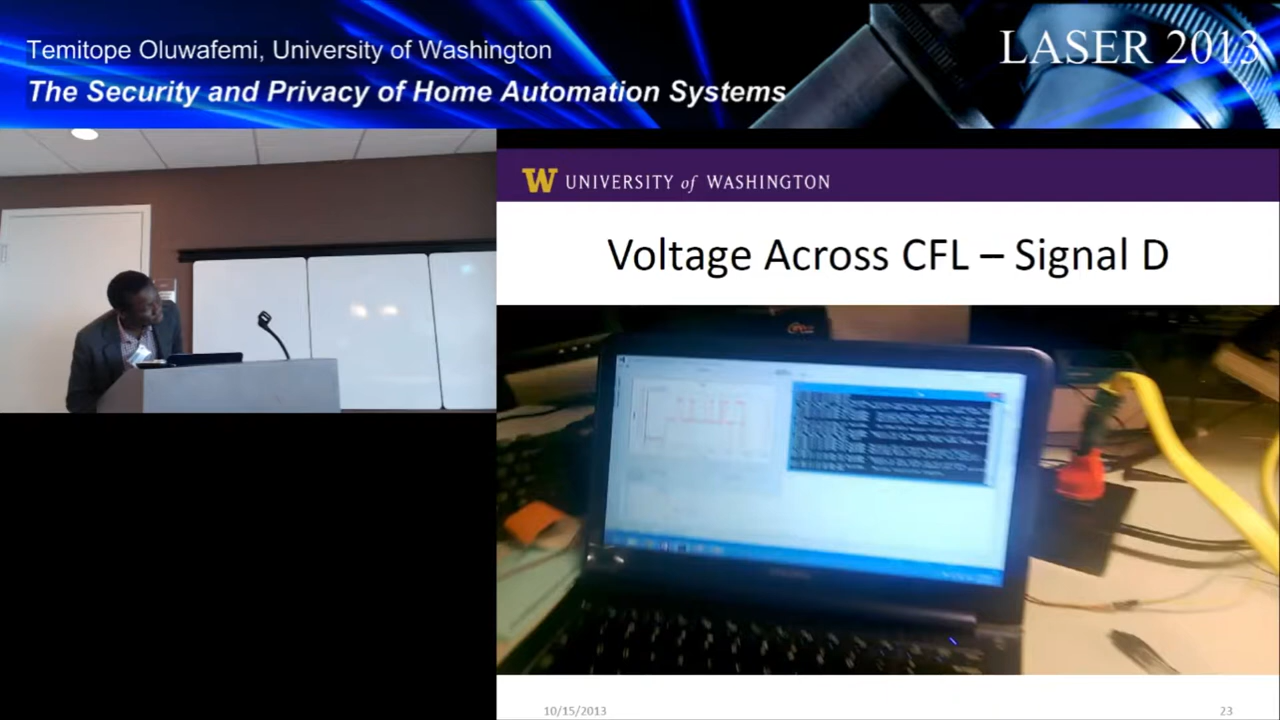 Temitope Oluwafemi, University of Washington
The Security and Privacy of Home Automation Systems
LASER 2013
W UNIVERSITY of WASHINGTON
Voltage Across CFL – Signal D
10/15/2013
23